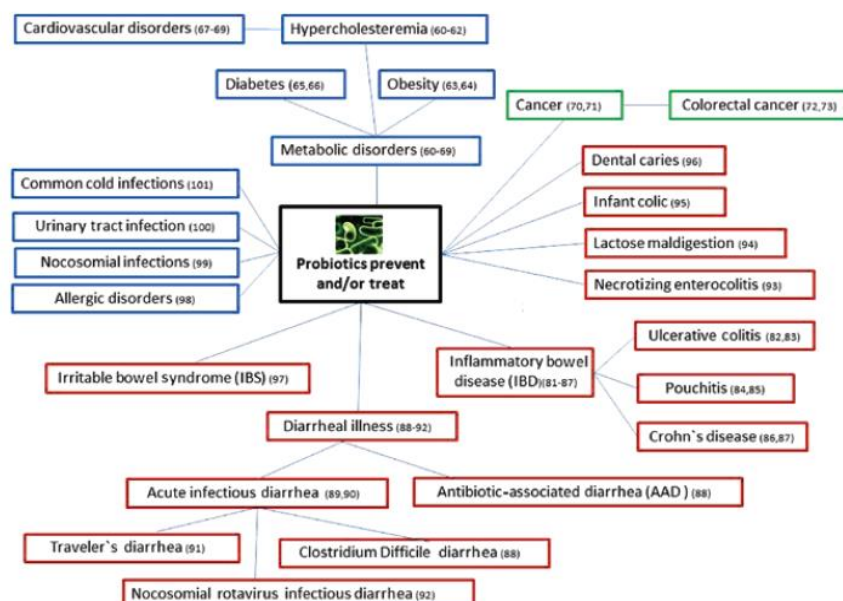 Cardiovascular disorders (67-69)
Hypercholesteremia (60-62)
Diabetes (65,66)
Obesity (63,64)
Cancer (70,71)
Colorectal cancer (72,73)
Metabolic disorders (60-69)
Dental caries (96)
Common cold infections (101)
Infant colic (95)
Urinary tract infection (100)
Lactose maldigestion (94)
Nocosomial infections (99)
Probiotics prevent
and/or treat
Necrotizing enterocolitis (93)
Allergic disorders (98)
Ulcerative colitis (82,83)
Irritable bowel syndrome (IBS) (97)
Inflammatory bowel
disease (IBD)(81-87)
Pouchitis (84,85)
Diarrheal illness (88-92)
Crohn`s disease (86,87)
Acute infectious diarrhea (89,90)
Antibiotic-associated diarrhea (AAD ) (88)
Traveler`s diarrhea (91)
Clostridium Difficile diarrhea (88)
Nocosomial rotavirus infectious diarrhea (92)